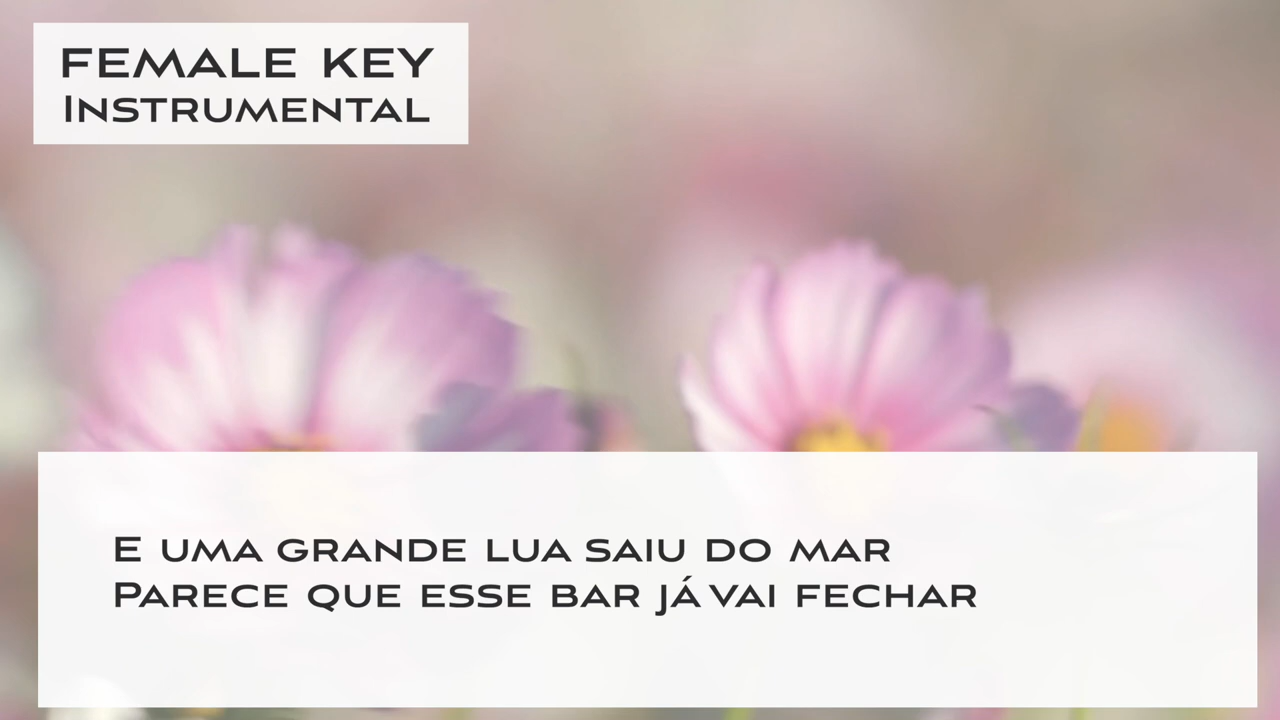 FEMALE KEY
INSTRUMENTAL
E UMA GRANDE LUA SAIU DO MAR
PARECE QUE ESSE BAR JÁ VAI FECHAR